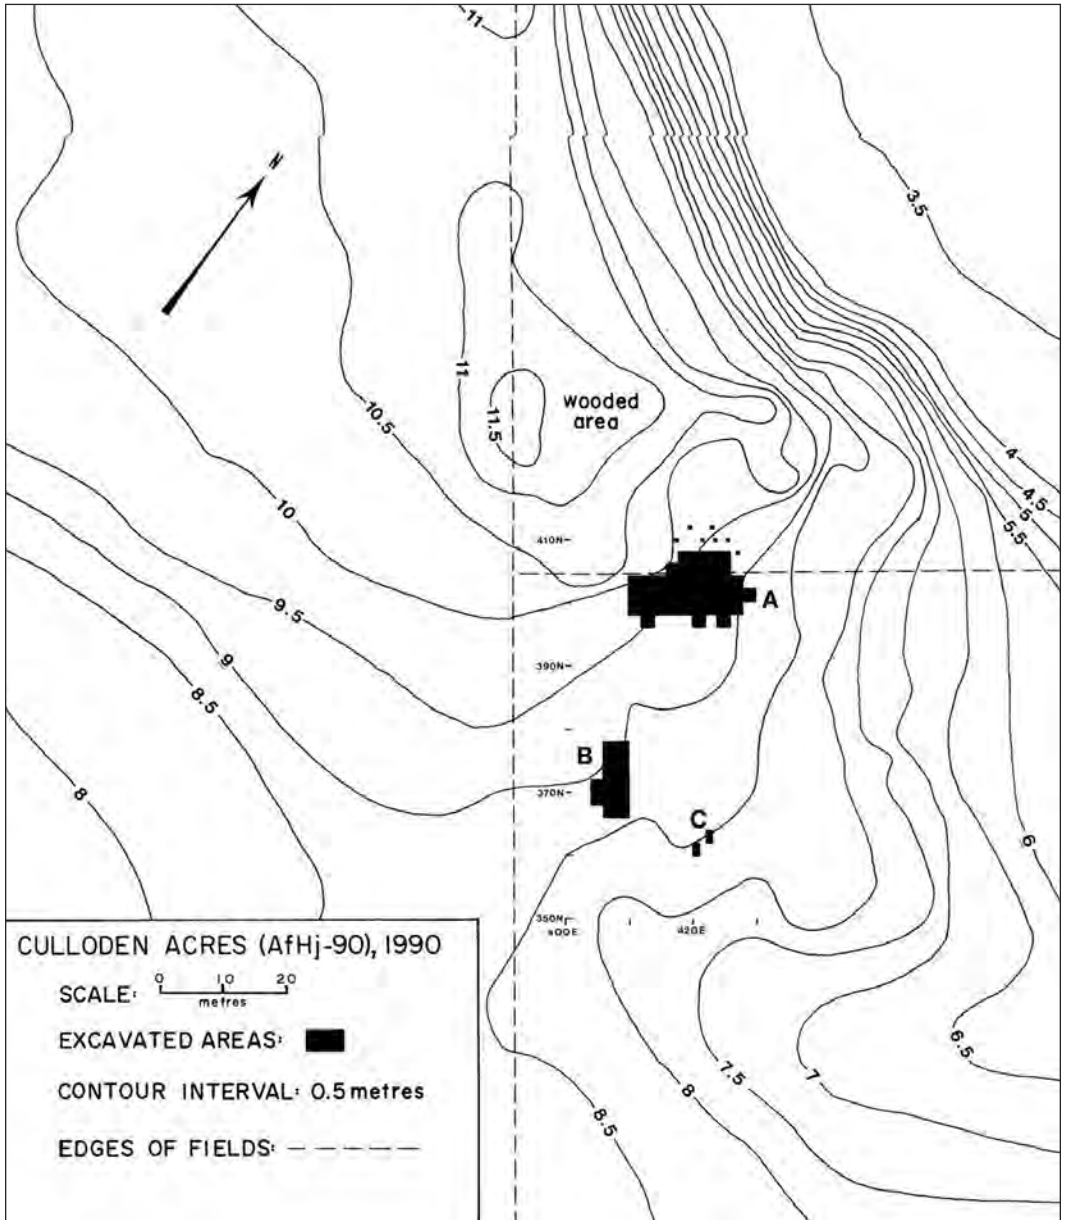 11
N
3.5
11
10.5
11.5
wooded
area
10
4
4.5
5
5.5
410N
A
9.5
390N
9
8.5
B
370N
8
C
6
350N
400E
420E
CULLODEN ACRES (AfHj-90), 1990
SCALE:
0 10 20
metres
EXCAVATED AREAS:
CONTOUR INTERVAL: 0.5 metres
EDGES OF FIELDS:
6.5
7.5
7
8
8.5